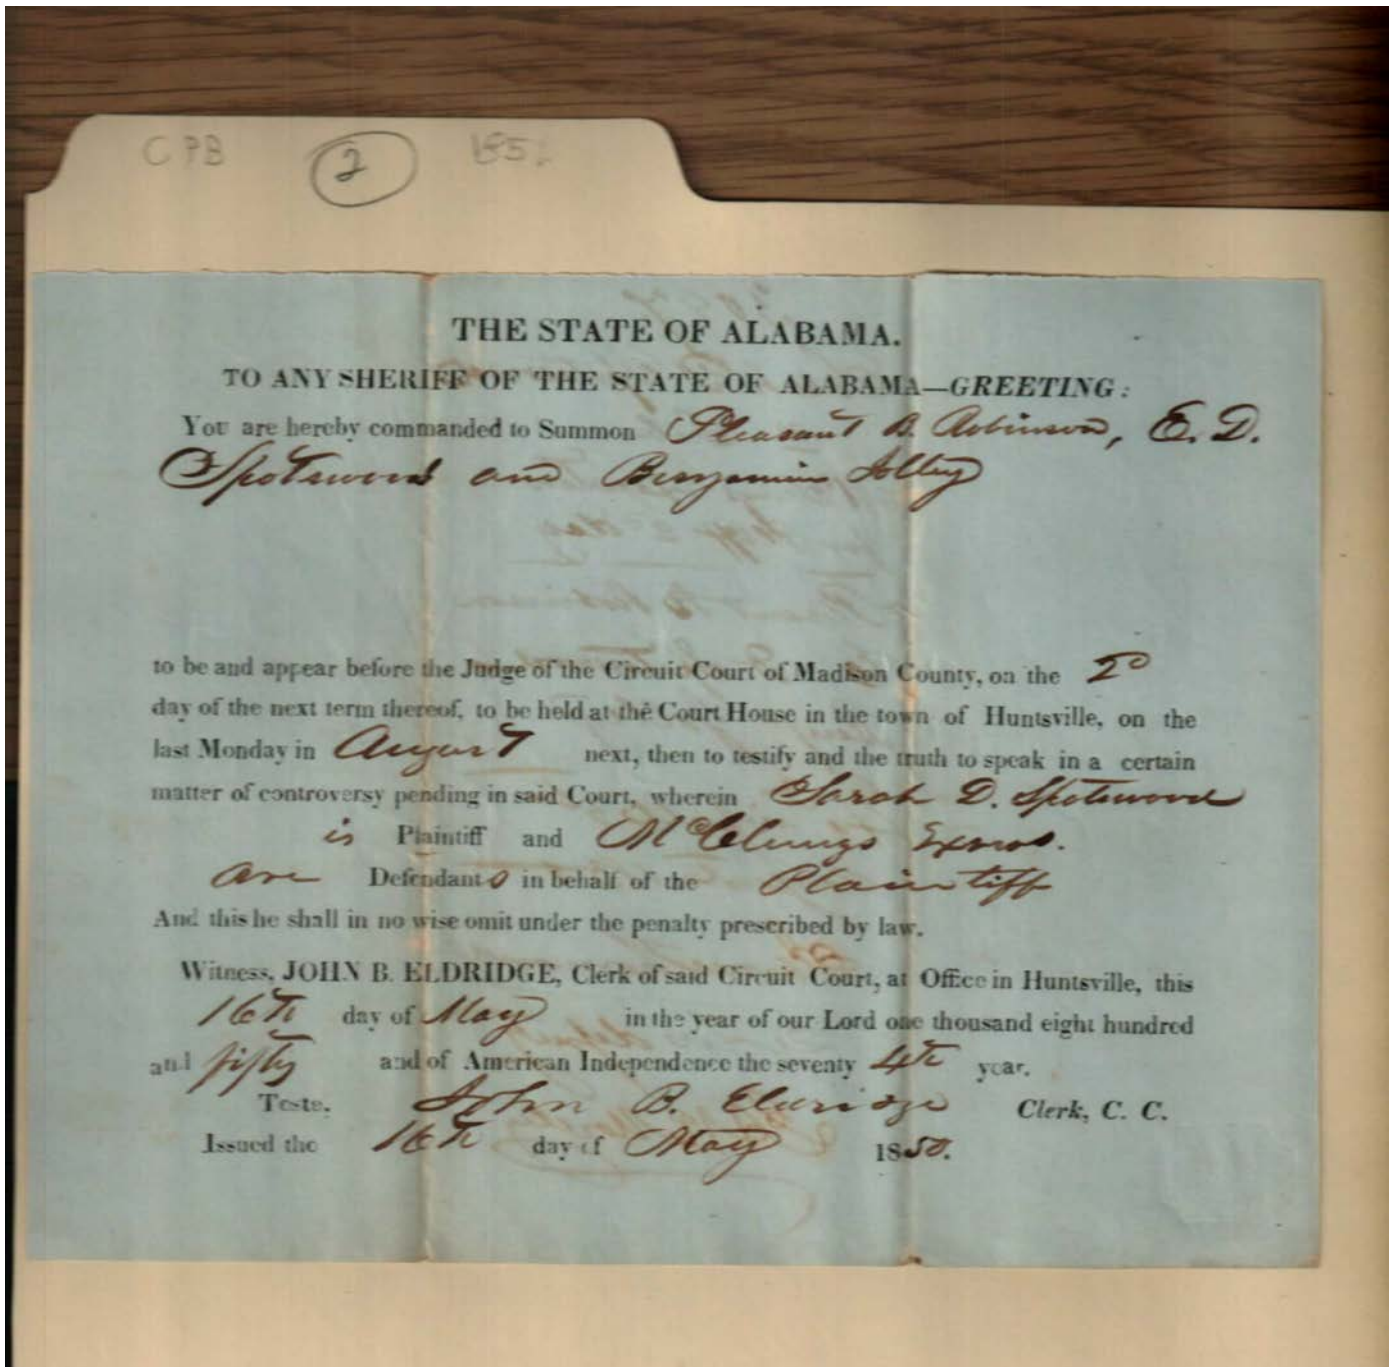 CPB 2 185
THE STATE OF ALABAMA.
TO ANY SHERIFF OF THE STATE OF ALABAMA—GREETING:
You are hereby commanded to Summon Pleasant B. Robinson, E. D.
Spotswood and Benjamin Jolley
to be and appear before the Judge of the Circuit Court of Madison County, on the 2d
day of the next term thereof, to be held at the Court House in the town of Huntsville, on the
last Monday in August next, then to testify and the truth to speak in a certain
matter of controversy pending in said Court, wherein Sarah D. Spotswood
is Plaintiff and McClungs Exrs.
are Defendants in behalf of the Plaintiff
And this he shall in no wise omit under the penalty prescribed by law.
Witness, JOHN B. ELDRIDGE, Clerk of said Circuit Court, at Office in Huntsville, this
16th day of May in the year of our Lord one thousand eight hundred
and fifty and of American Independence the seventy 4th year.
Teste. John B. Eldridge Clerk, C. C.
Issued the 16th day of May 1850.